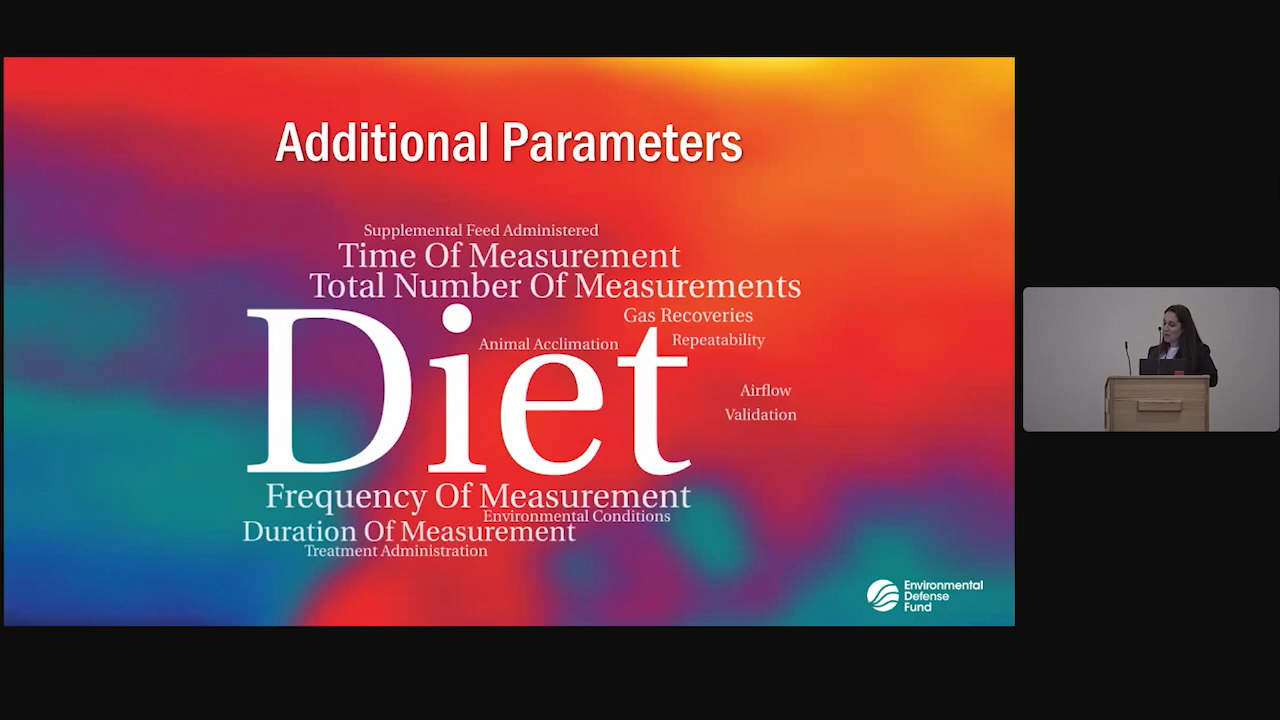 Additional Parameters
Supplemental Feed Administered
Time Of Measurement
Total Number Of Measurements
Gas Recoveries
Animal Acclimation
Repeatability
Diet
Airflow
Validation
Frequency Of Measurement
Environmental Conditions
Duration Of Measurement
Treatment Administration
Environmental
Defense
Fund